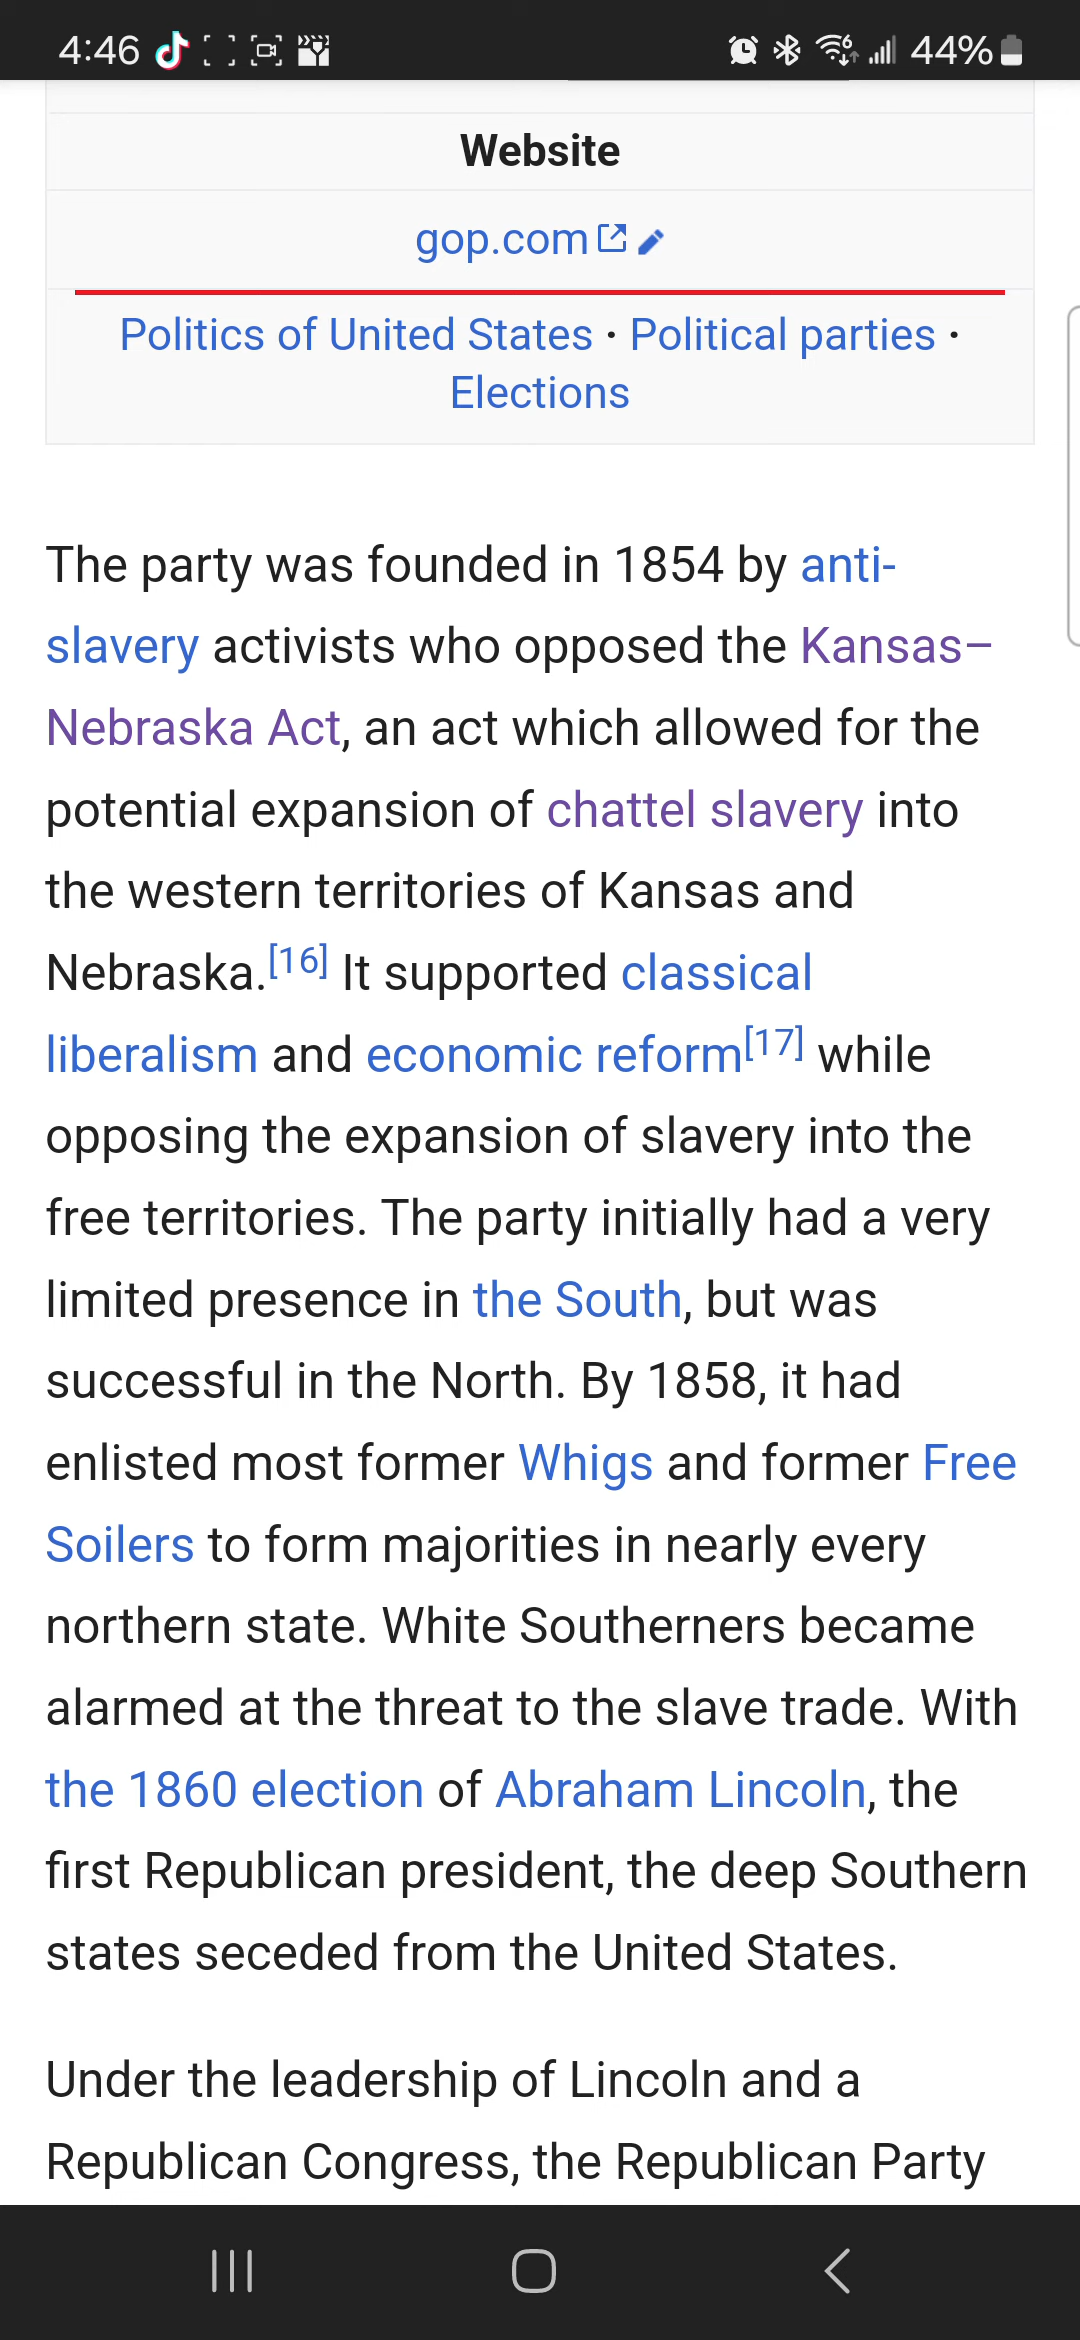 4:46 6 44%
Website
gop.com
Politics of United States · Political parties ·
Elections
The party was founded in 1854 by anti-
slavery activists who opposed the Kansas–
Nebraska Act, an act which allowed for the
potential expansion of chattel slavery into
the western territories of Kansas and
Nebraska.[16] It supported classical
liberalism and economic reform[17] while
opposing the expansion of slavery into the
free territories. The party initially had a very
limited presence in the South, but was
successful in the North. By 1858, it had
enlisted most former Whigs and former Free
Soilers to form majorities in nearly every
northern state. White Southerners became
alarmed at the threat to the slave trade. With
the 1860 election of Abraham Lincoln, the
first Republican president, the deep Southern
states seceded from the United States.
Under the leadership of Lincoln and a
Republican Congress, the Republican Party